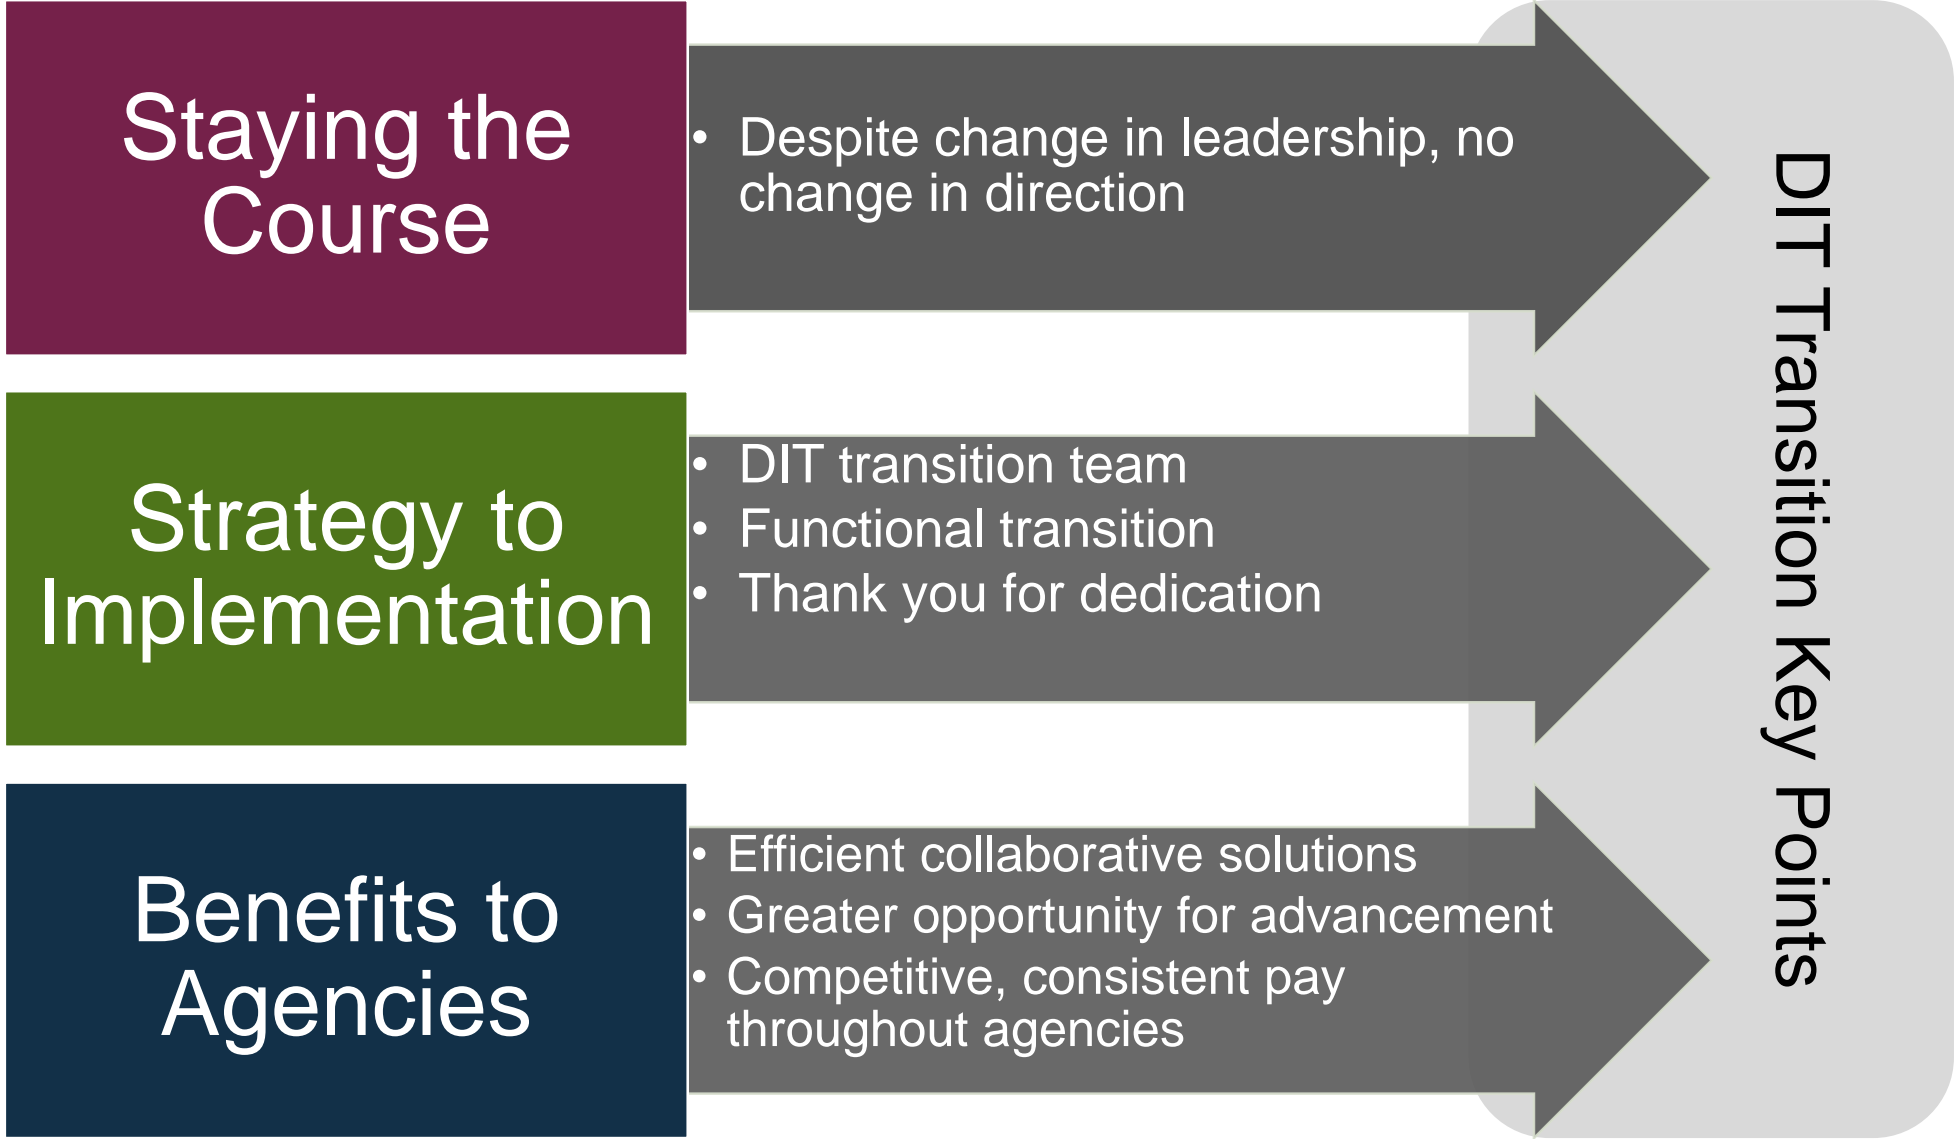 Staying the
Course
• Despite change in leadership, no
change in direction
Strategy to
Implementation
• DIT transition team
• Functional transition
• Thank you for dedication
Benefits to
Agencies
• Efficient collaborative solutions
• Greater opportunity for advancement
• Competitive, consistent pay
throughout agencies
DIT Transition Key Points